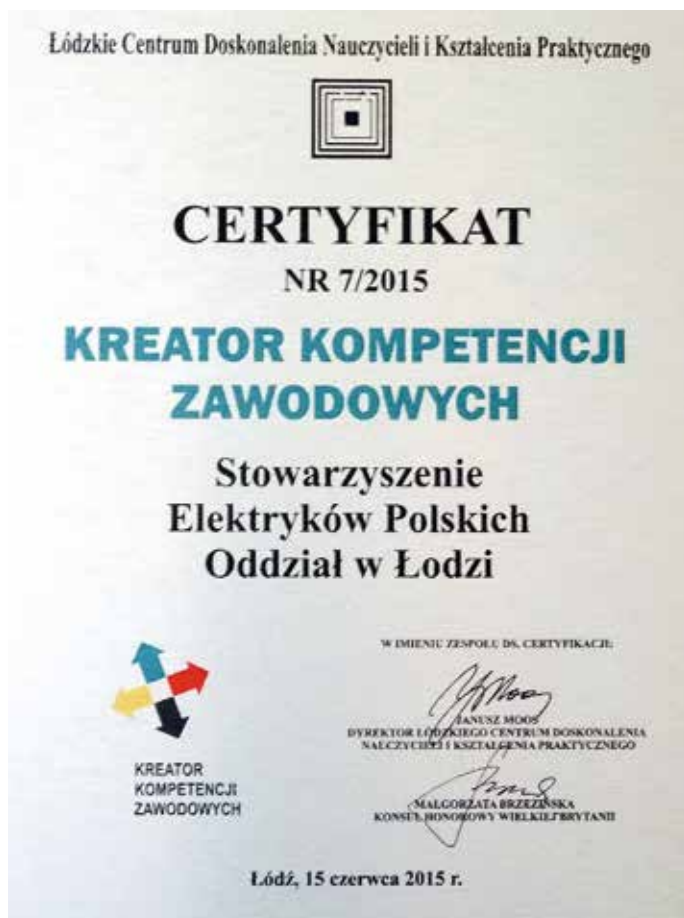 Łódzkie Centrum Doskonalenia Nauczycieli i Kształcenia Praktycznego
CERTYFIKAT
NR 7/2015
KREATOR KOMPETENCJI
ZAWODOWYCH
Stowarzyszenie
Elektryków Polskich
Oddział w Łodzi
W IMIENIU ZESPOŁU DS. CERTYFIKACJI:
JANUSZ MOOS
DYREKTOR ŁÓDZKIEGO CENTRUM DOSKONALENIA
NAUCZYCIELI I KSZTAŁCENIA PRAKTYCZNEGO
KREATOR
KOMPETENCJI
ZAWODOWYCH
MAŁGORZATA BRZEZIŃSKA
KONSUL HONOROWY WIELKIEJ BRYTANII
Łódź, 15 czerwca 2015 r.